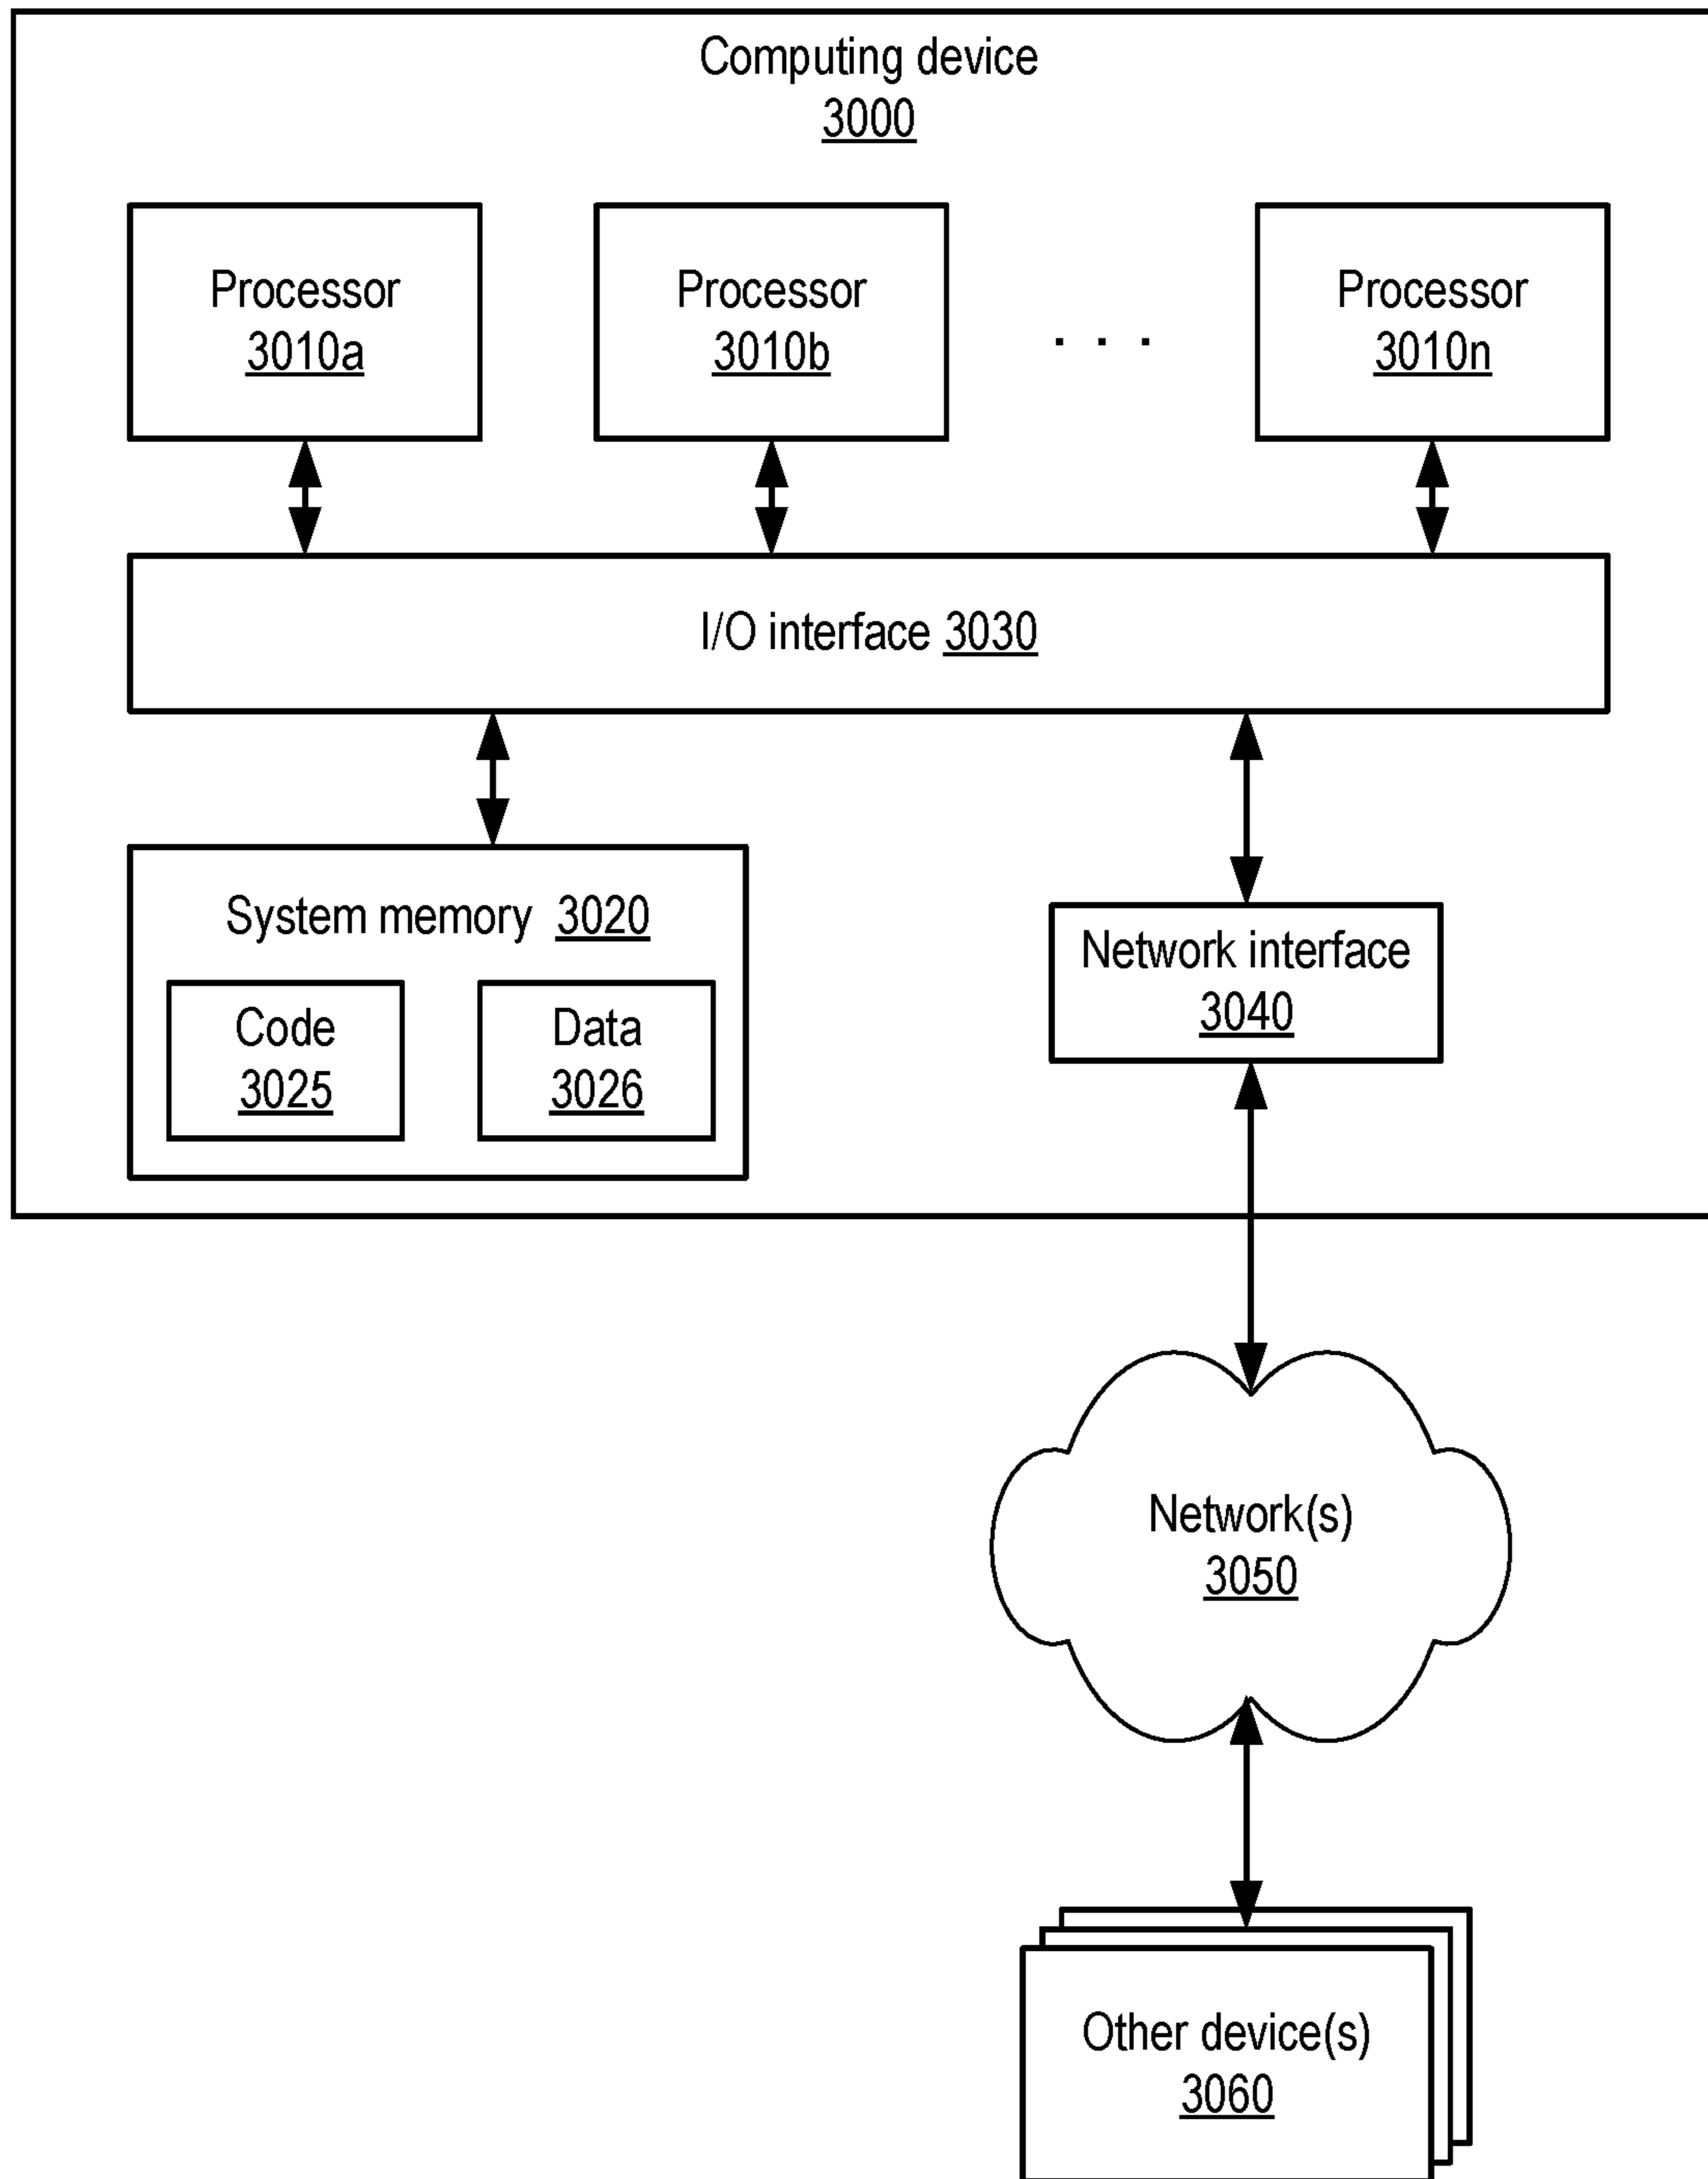 Computing device
3000
Processor
3010a
Processor
3010b
. . .
Processor
3010n
I/O interface 3030
System memory 3020
Code
3025
Data
3026
Network interface
3040
Network(s)
3050
Other device(s)
3060